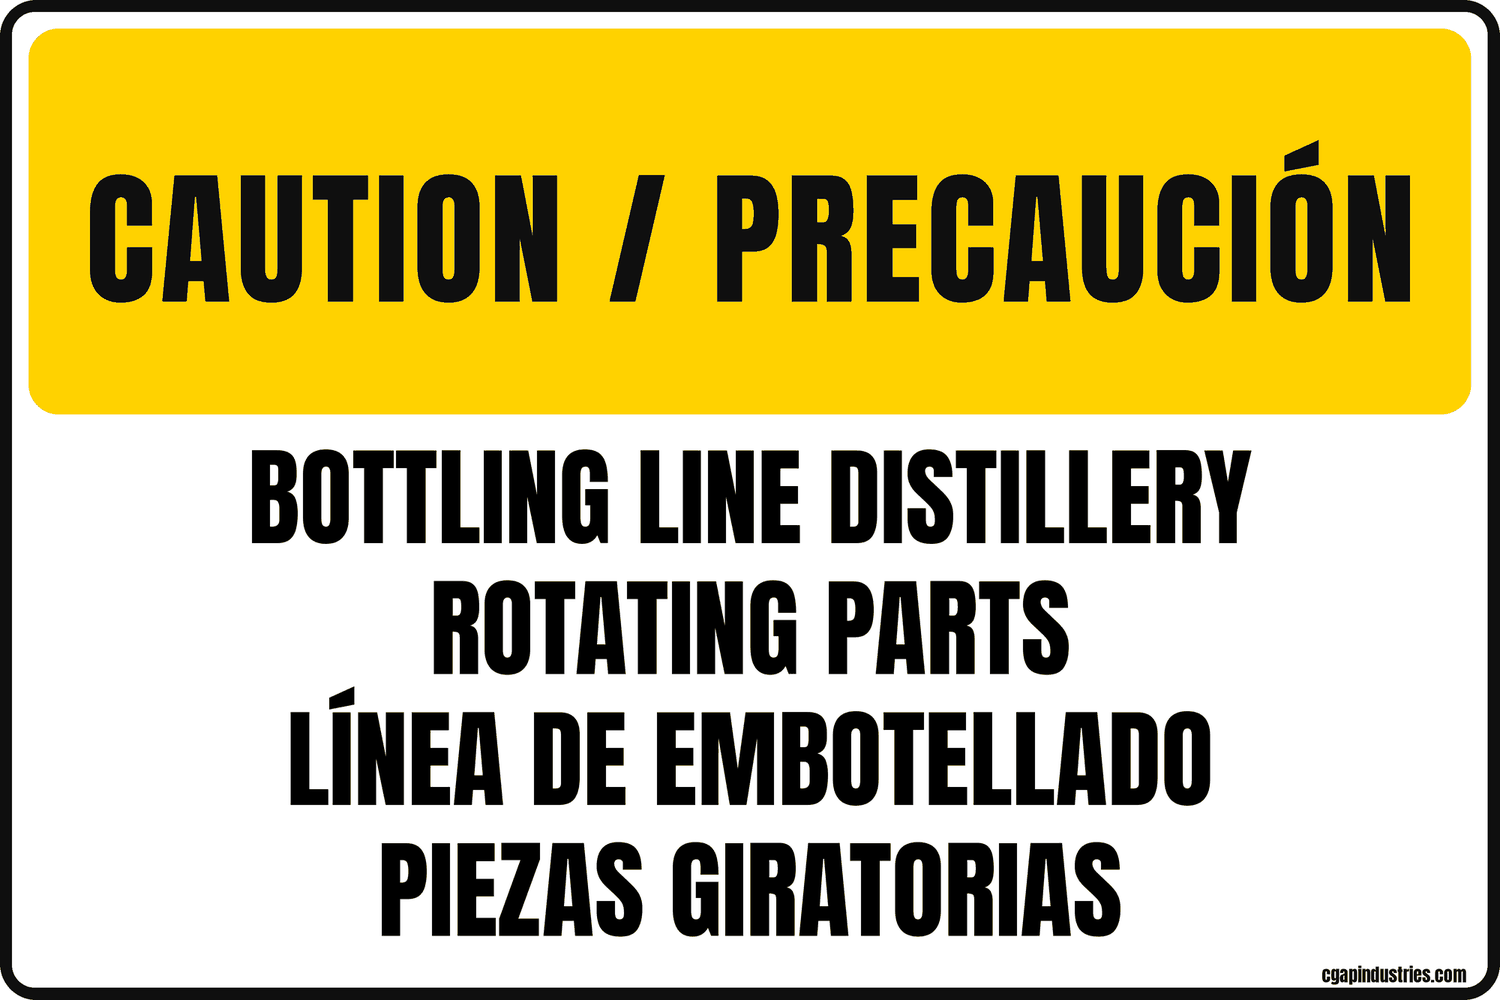 CAUTION / PRECAUCIÓN
BOTTLING LINE DISTILLERY
ROTATING PARTS
LÍNEA DE EMBOTELLADO
PIEZAS GIRATORIAS
cgapindustries.com